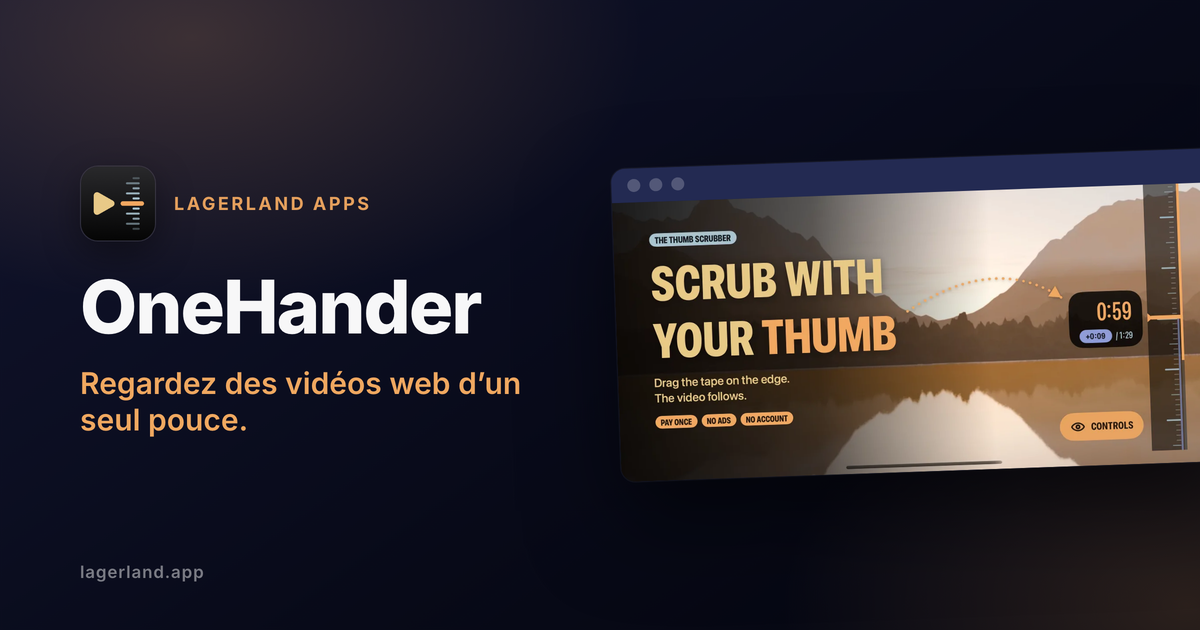 LAGERLAND APPS
OneHander
Regardez des vidéos web d’un
seul pouce.
lagerland.app
THE THUMB SCRUBBER
SCRUB WITH
YOUR THUMB
Drag the tape on the edge.
The video follows.
PAY ONCE NO ADS NO ACCOUNT
0:59
+0:09 / 1:29
CONTROLS